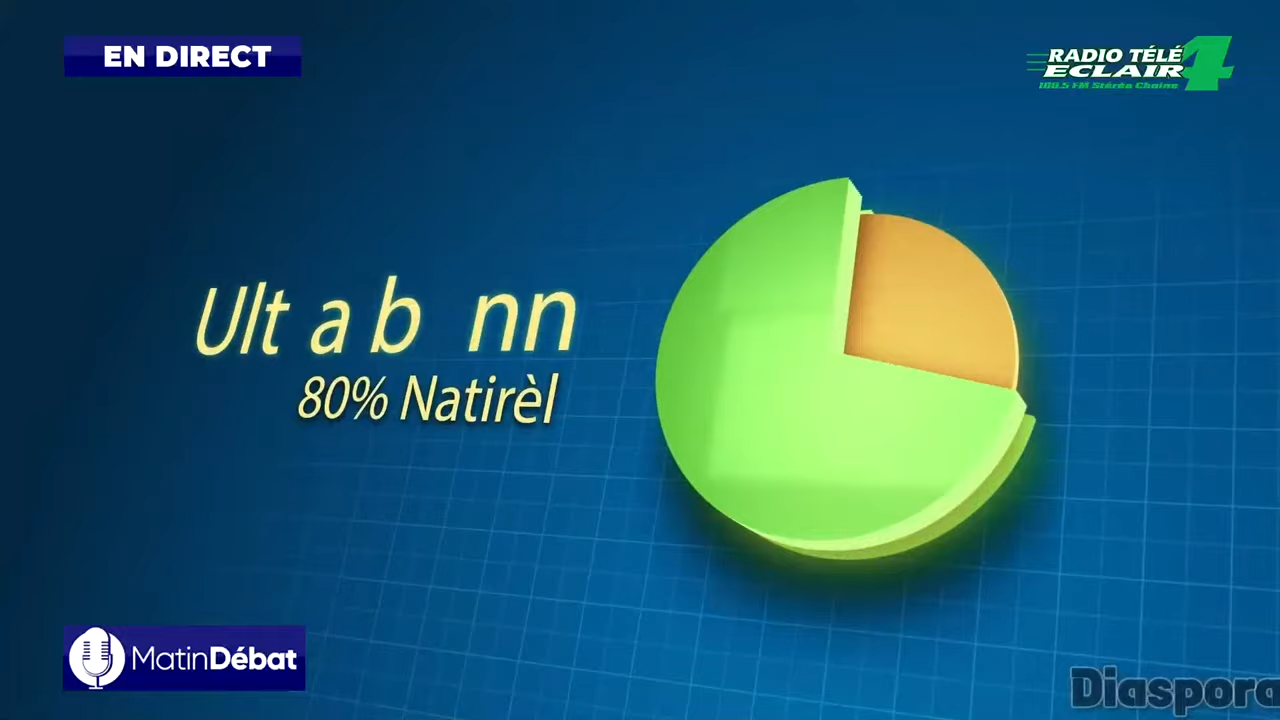 EN DIRECT
RADIO TÉLÉ
ECLAIR 4
100.5 FM Stéréo Chaine
Ult a b nn
80% Natirèl
MatinDébat
Diaspora